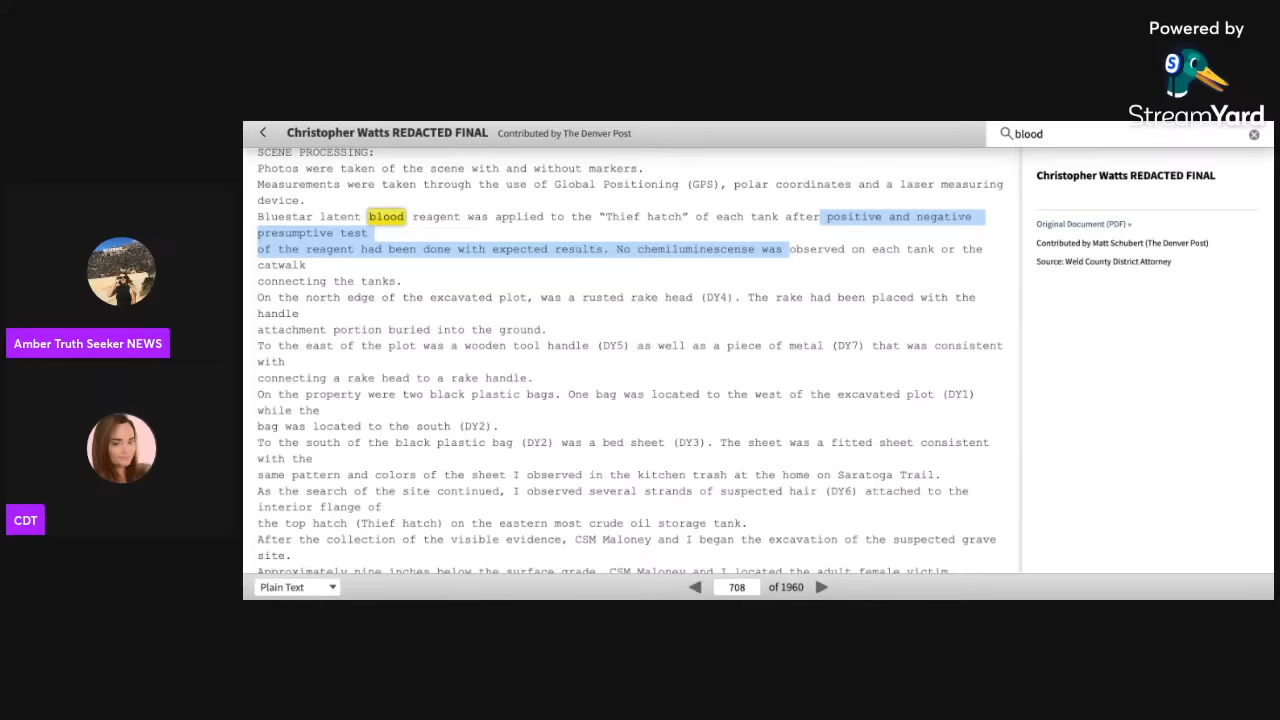 Powered by
StreamYard
Christopher Watts REDACTED FINAL Contributed by The Denver Post
blood
SCENE PROCESSING:
Photos were taken of the scene with and without markers.
Measurements were taken through the use of Global Positioning (GPS), polar coordinates and a laser measuring
device.
Bluestar latent blood reagent was applied to the “Thief hatch” of each tank after positive and negative
presumptive test
of the reagent had been done with expected results. No chemiluminescense was observed on each tank or the
catwalk
connecting the tanks.
On the north edge of the excavated plot, was a rusted rake head (DY4). The rake had been placed with the
handle
attachment portion buried into the ground.
To the east of the plot was a wooden tool handle (DY5) as well as a piece of metal (DY7) that was consistent
with
connecting a rake head to a rake handle.
On the property were two black plastic bags. One bag was located to the west of the excavated plot (DY1)
while the
bag was located to the south (DY2).
To the south of the black plastic bag (DY2) was a bed sheet (DY3). The sheet was a fitted sheet consistent
with the
same pattern and colors of the sheet I observed in the kitchen trash at the home on Saratoga Trail.
As the search of the site continued, I observed several strands of suspected hair (DY6) attached to the
interior flange of
the top hatch (Thief hatch) on the eastern most crude oil storage tank.
After the collection of the visible evidence, CSM Maloney and I began the excavation of the suspected grave
site.
Approximately nine inches below the surface grade, CSM Maloney and I located the adult female victim
Christopher Watts REDACTED FINAL
Original Document (PDF) »
Contributed by Matt Schubert (The Denver Post)
Source: Weld County District Attorney
Amber Truth Seeker NEWS
CDT
Plain Text
708 of 1960